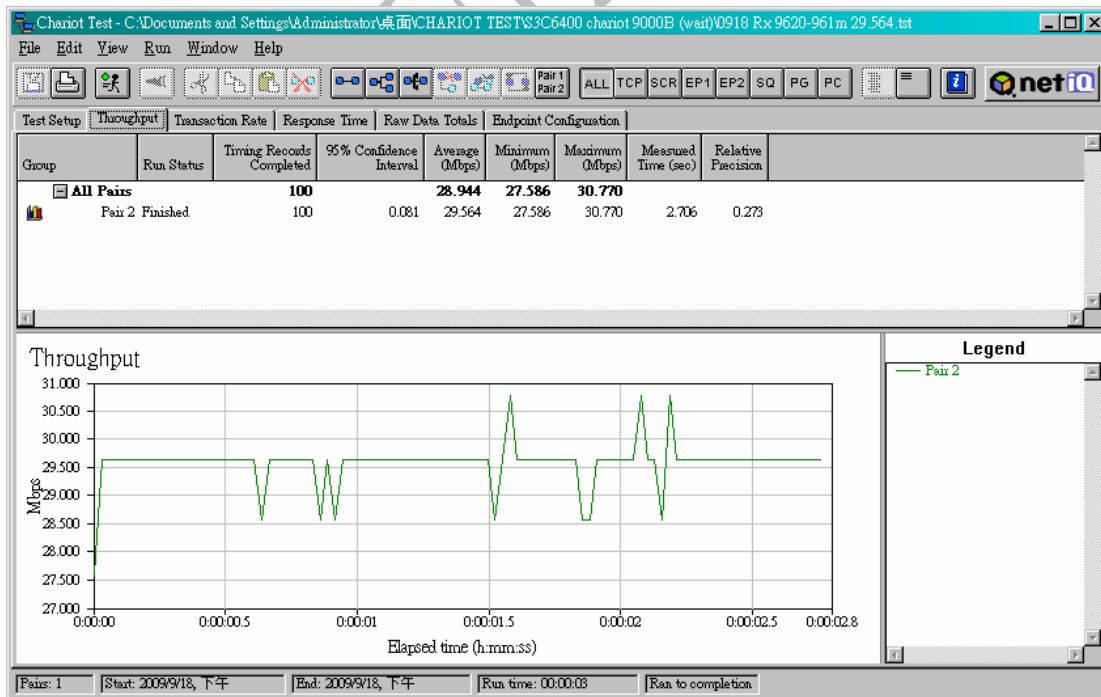 Chariot Test - C:\Documents and Settings\Administrator\桌面\CHARIOT TEST\S3C6400 chariot 9000B (wait)\0918 Rx 9620-961m 29.564.tst
File Edit View Run Window Help
Pair 1
Pair 2
ALL TCP SCR EP1 EP2 SQ PG PC
netiQ
Test Setup Throughput Transaction Rate Response Time Raw Data Totals Endpoint Configuration
Group Run Status Timing Records Completed 95% Confidence Interval Average (Mbps) Minimum (Mbps) Maximum (Mbps) Measured Time (sec) Relative Precision
All Pairs 100 28.944 27.586 30.770
Pair 2 Finished 100 0.081 29.564 27.586 30.770 2.706 0.273
Throughput
31.000
30.500
30.000
29.500
29.000
28.500
28.000
27.500
27.000
Mbps
0:00:00 0:00:00.5 0:00:01 0:00:01.5 0:00:02 0:00:02.5 0:00:02.8
Elapsed time (h:mm:ss)
Legend
Pair 2
Pairs: 1 Start: 2009/9/18, 下午 End: 2009/9/18, 下午 Run time: 00:00:03 Ran to completion